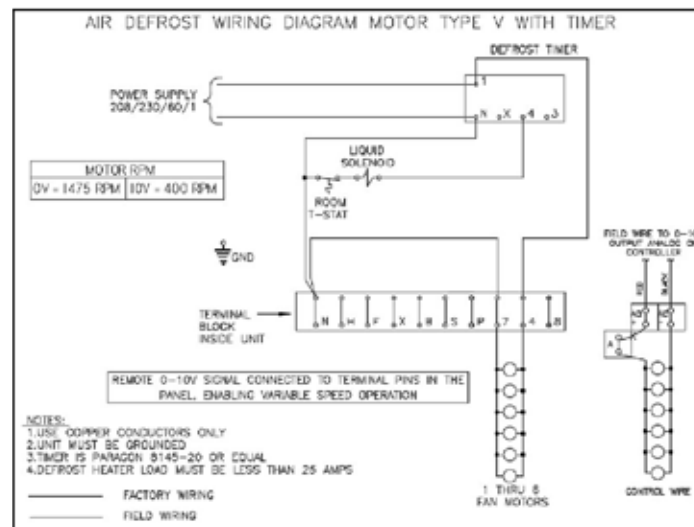 AIR DEFROST WIRING DIAGRAM MOTOR TYPE V WITH TIMER
DEFROST TIMER
1
POWER SUPPLY
208/230/60/1
N X 4 3
LIQUID
SOLENOID
MOTOR RPM
0V = 1475 RPM 10V = 400 RPM
ROOM
T-STAT
GND
FIELD WIRE TO 0-10
OUTPUT ANALOG
CONTROLLER
RED
BLACK
TERMINAL
BLOCK
INSIDE UNIT
N H F X B S P 7 4 8
A
REMOTE 0-10V SIGNAL CONNECTED TO TERMINAL PINS IN THE
PANEL, ENABLING VARIABLE SPEED OPERATION
NOTES:
1.USE COPPER CONDUCTORS ONLY
2.UNIT MUST BE GROUNDED
3.TIMER IS PARAGON 8145-20 OR EQUAL
4.DEFROST HEATER LOAD MUST BE LESS THAN 25 AMPS
FACTORY WIRING
FIELD WIRING
1 THRU 6
FAN MOTORS
CONTROL WIRE